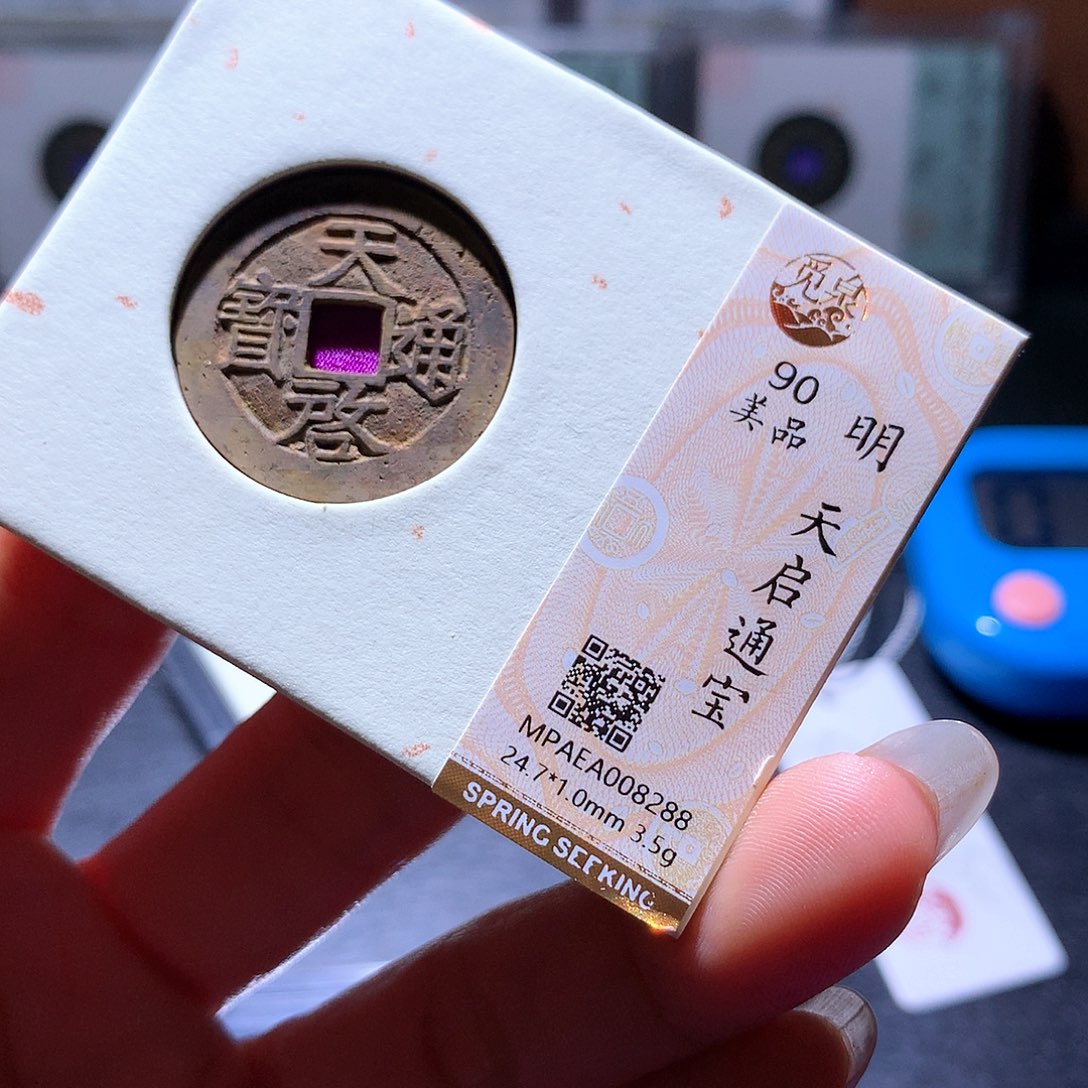 天啓通寳
觅泉
90
美品
明
天启通宝
MPAEA008288
24.7*1.0mm 3.5g
SPRING SEEKING